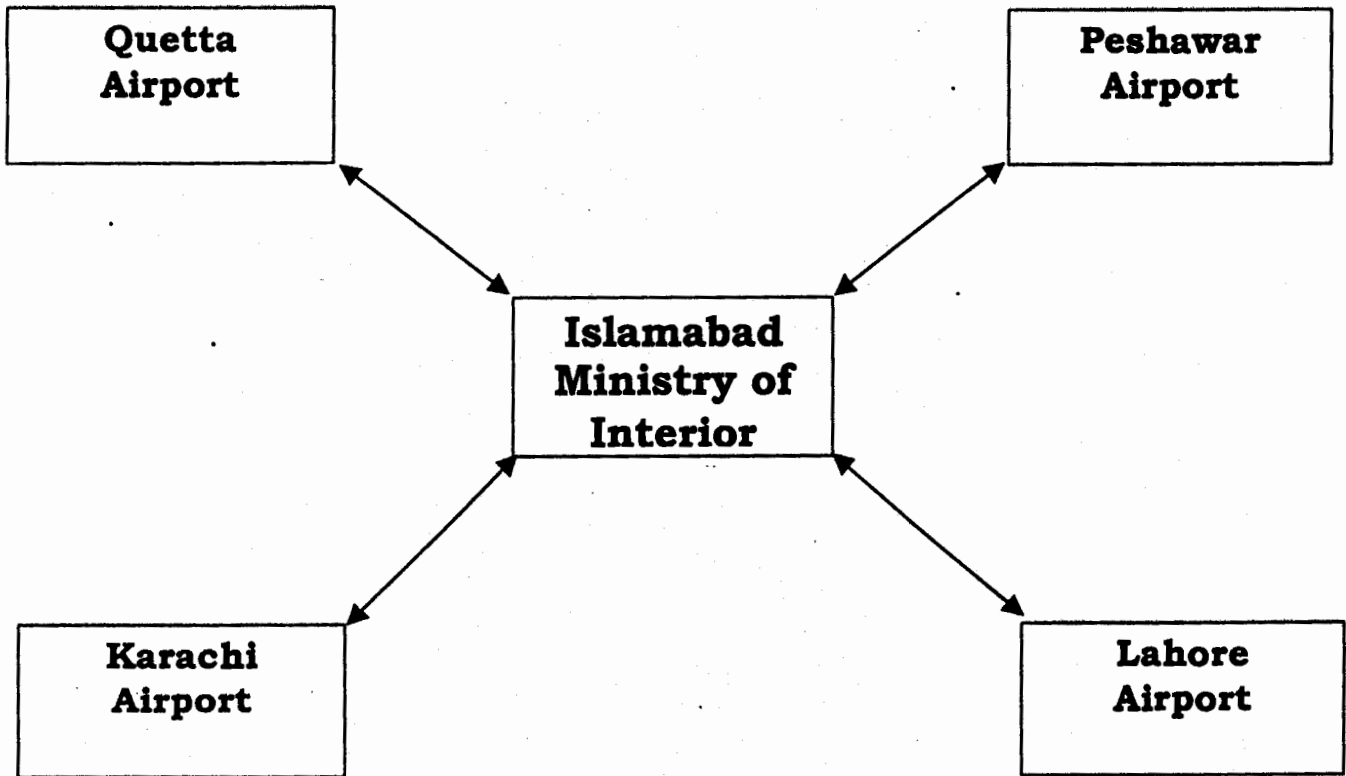 Quetta
Airport
Peshawar
Airport
Islamabad
Ministry of
Interior
Karachi
Airport
Lahore
Airport